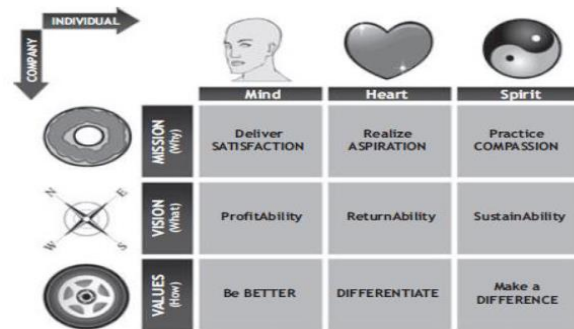 INDIVIDUAL
COMPANY
Mind Heart Spirit
MISSION
(Why)
Deliver
SATISFACTION
Realize
ASPIRATION
Practice
COMPASSION
N E
W S
VISION
(What)
ProfitAbility
ReturnAbility
SustainAbility
VALUES
(How)
Be BETTER
DIFFERENTIATE
Make a
DIFFERENCE